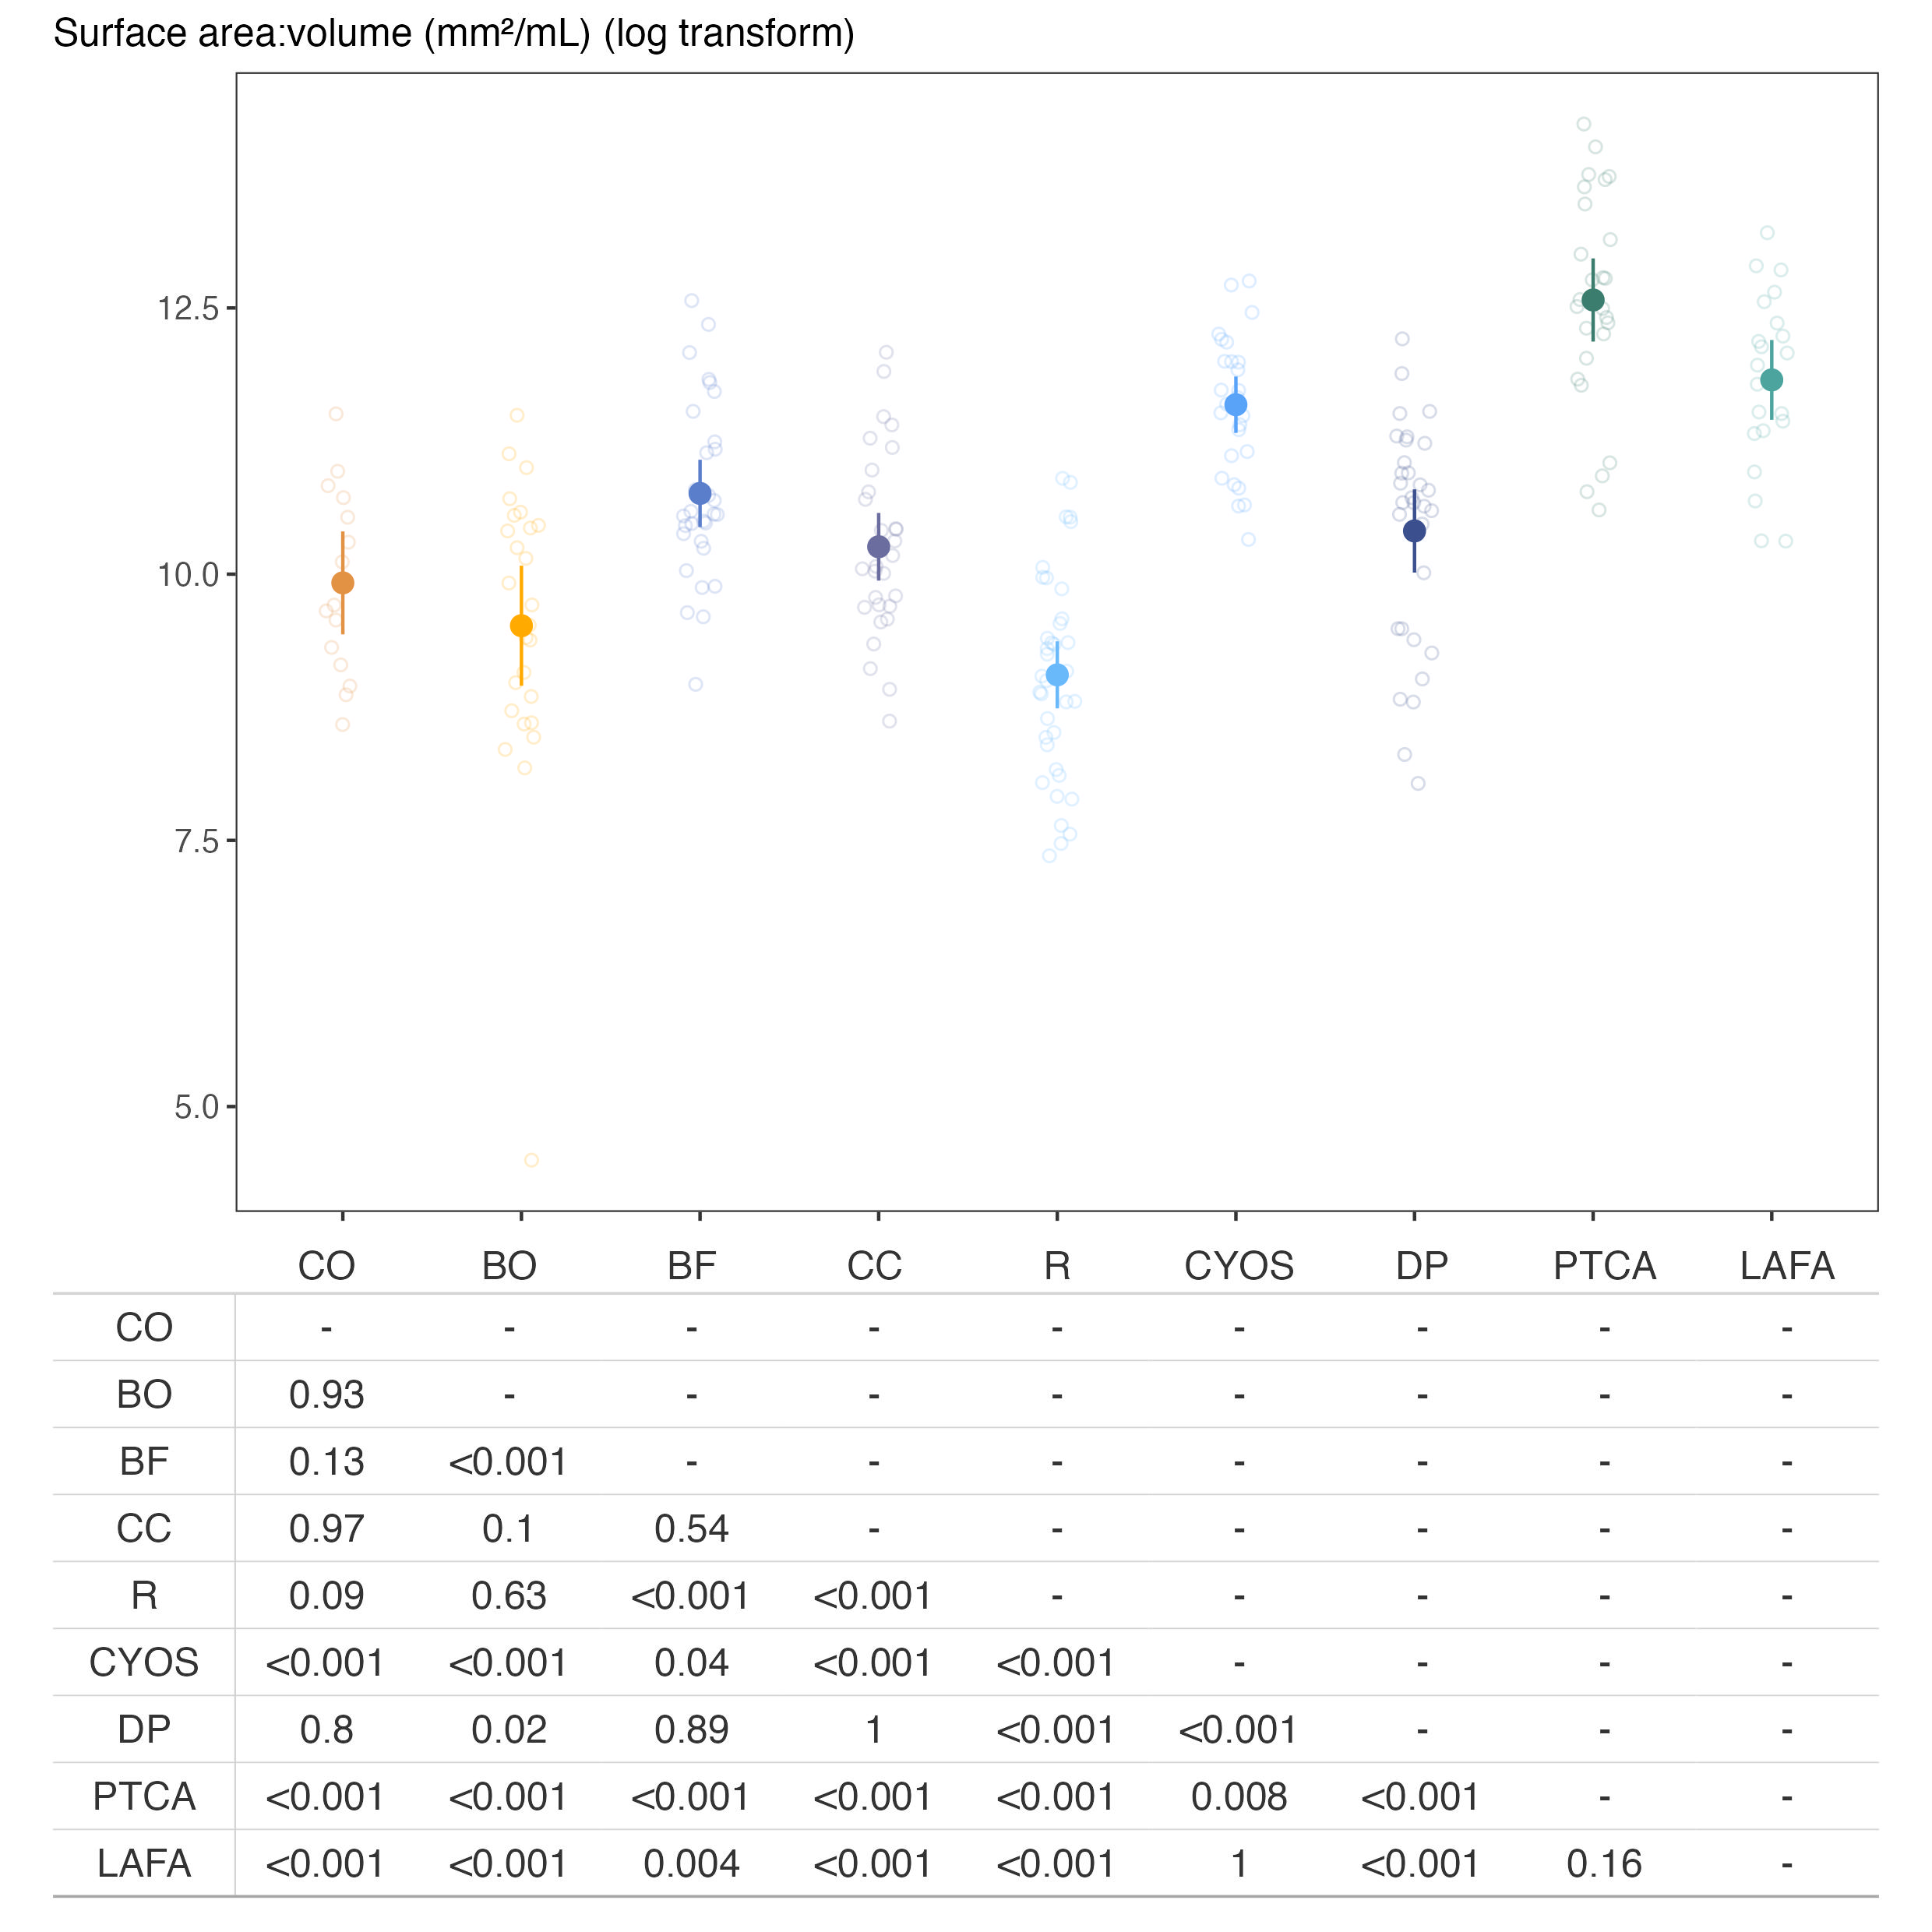 Surface area:volume (mm²/mL) (log transform)
12.5
10.0
7.5
5.0
CO BO BF CC R CYOS DP PTCA LAFA
CO - - - - - - - - -
BO 0.93 - - - - - - - -
BF 0.13 <0.001 - - - - - - -
CC 0.97 0.1 0.54 - - - - - -
R 0.09 0.63 <0.001 <0.001 - - - - -
CYOS <0.001 <0.001 0.04 <0.001 <0.001 - - - -
DP 0.8 0.02 0.89 1 <0.001 <0.001 - - -
PTCA <0.001 <0.001 <0.001 <0.001 <0.001 0.008 <0.001 - -
LAFA <0.001 <0.001 0.004 <0.001 <0.001 1 <0.001 0.16 -